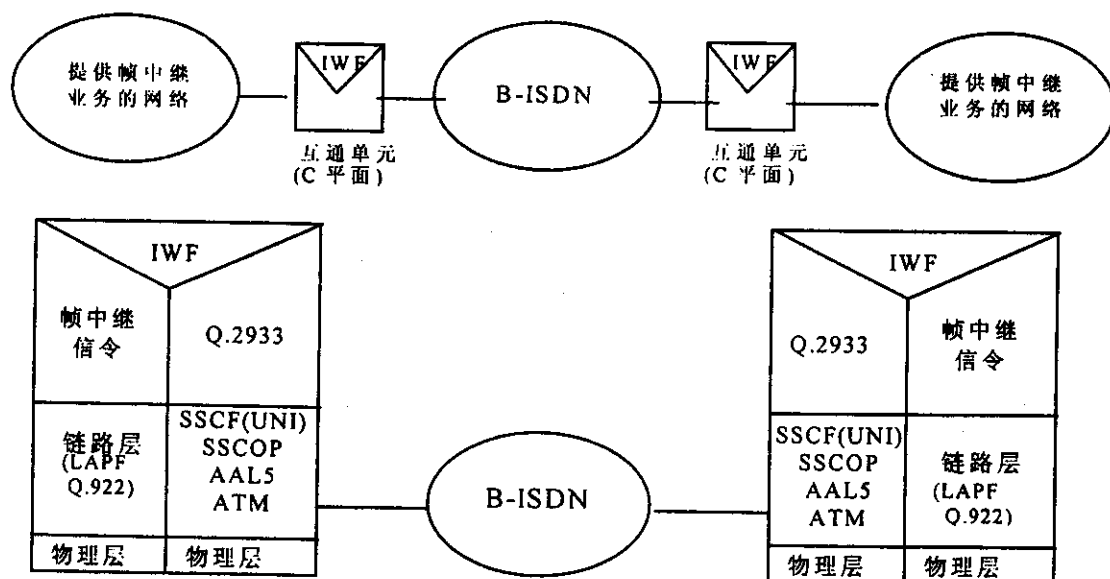 提供帧中继
业务的网络
IWF
互通单元
(C平面)
B-ISDN
IWF
互通单元
(C平面)
提供帧中继
业务的网络
IWF
帧中继
信令
Q.2933
链路层
(LAPF
Q.922)
SSCF(UNI)
SSCOP
AAL5
ATM
物理层
物理层
B-ISDN
IWF
Q.2933
帧中继
信令
SSCF(UNI)
SSCOP
AAL5
ATM
链路层
(LAPF
Q.922)
物理层
物理层